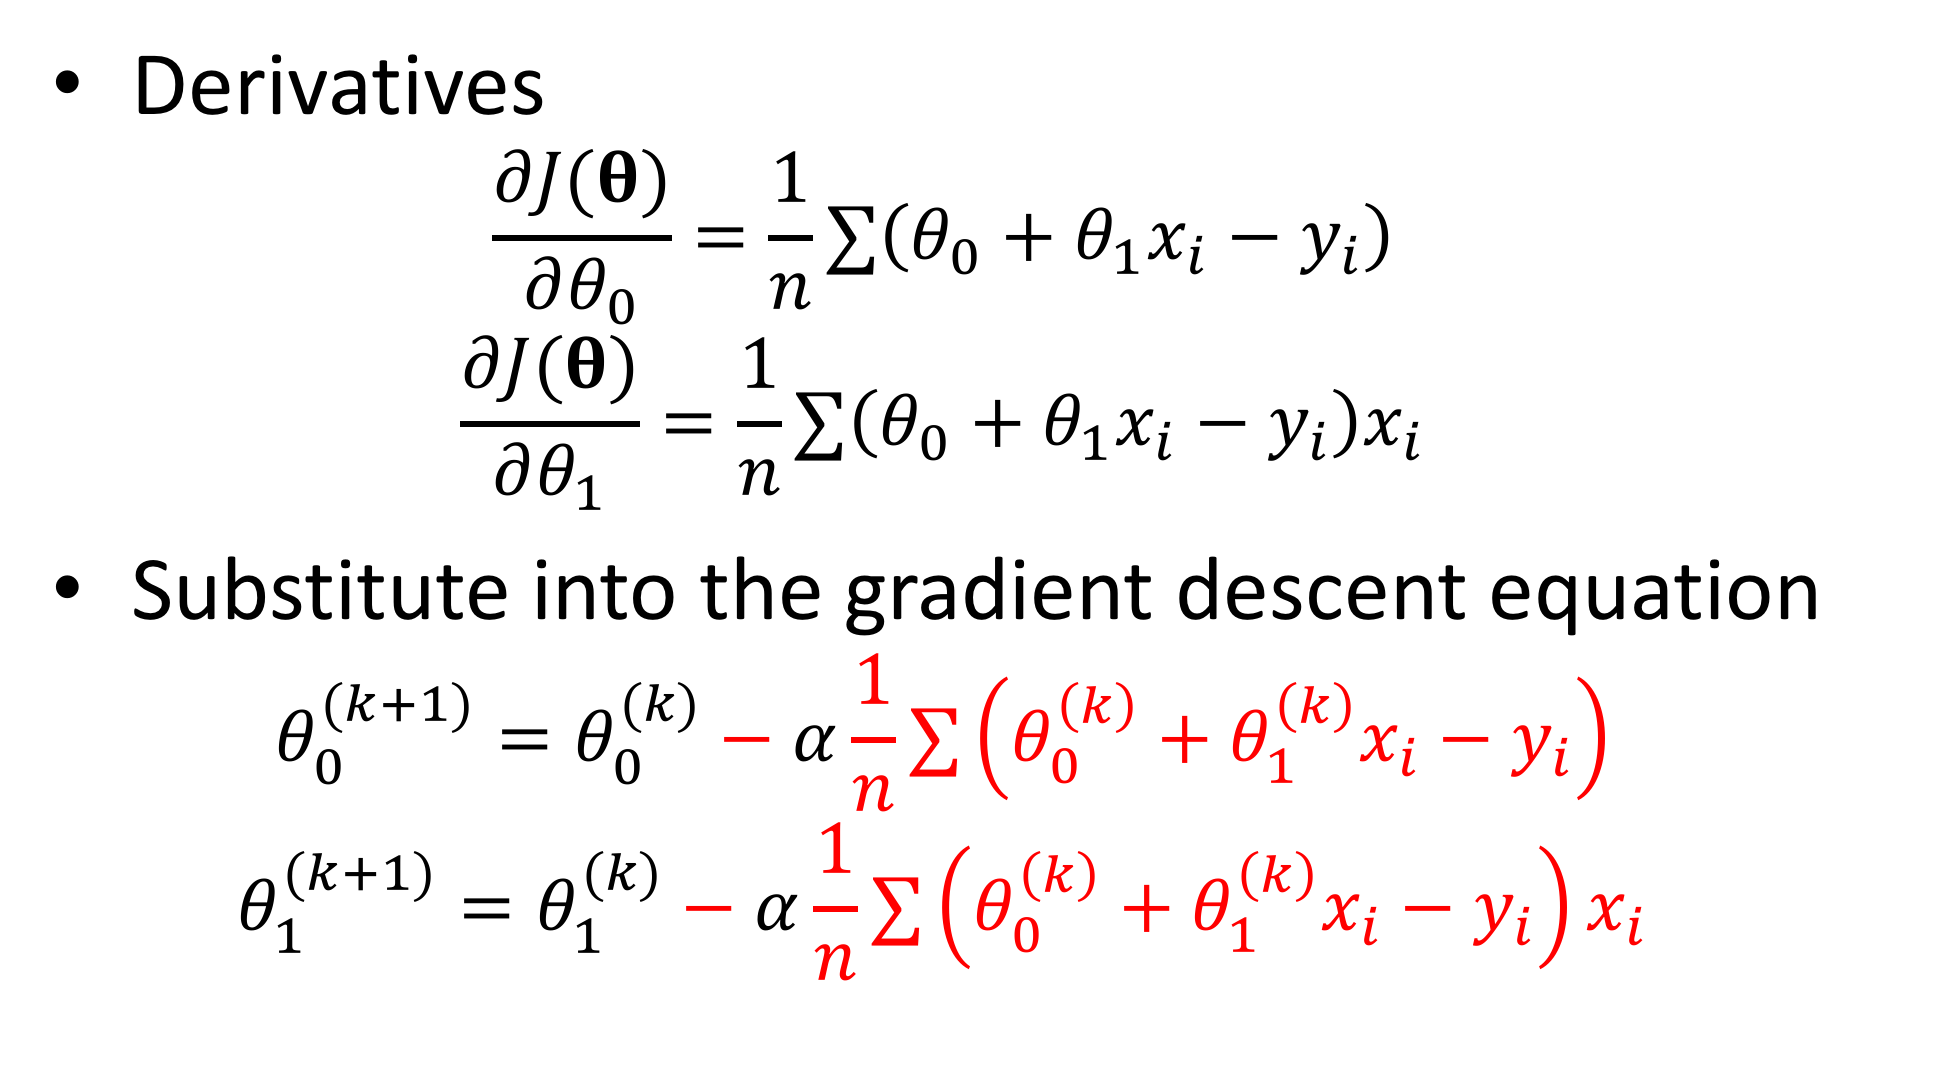 • Derivatives
∂J(𝛉)/∂θ₀ = 1/n ∑(θ₀ + θ₁xᵢ − yᵢ)
∂J(𝛉)/∂θ₁ = 1/n ∑(θ₀ + θ₁xᵢ − yᵢ)xᵢ
• Substitute into the gradient descent equation
θ₀⁽ᵏ⁺¹⁾ = θ₀⁽ᵏ⁾ − α 1/n ∑(θ₀⁽ᵏ⁾ + θ₁⁽ᵏ⁾xᵢ − yᵢ)
θ₁⁽ᵏ⁺¹⁾ = θ₁⁽ᵏ⁾ − α 1/n ∑(θ₀⁽ᵏ⁾ + θ₁⁽ᵏ⁾xᵢ − yᵢ) xᵢ